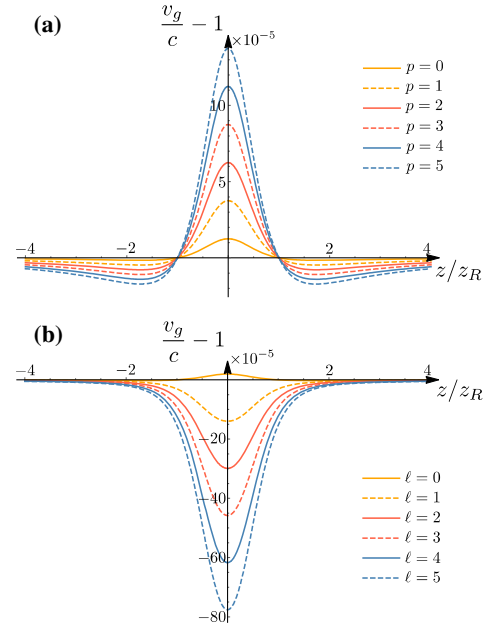 (a)
v_g/c − 1
×10⁻⁵
10
5
−4
−2
2
4
z/z_R
p = 0
p = 1
p = 2
p = 3
p = 4
p = 5
(b)
v_g/c − 1
×10⁻⁵
−4
−2
2
4
z/z_R
−20
−40
−60
−80
ℓ = 0
ℓ = 1
ℓ = 2
ℓ = 3
ℓ = 4
ℓ = 5